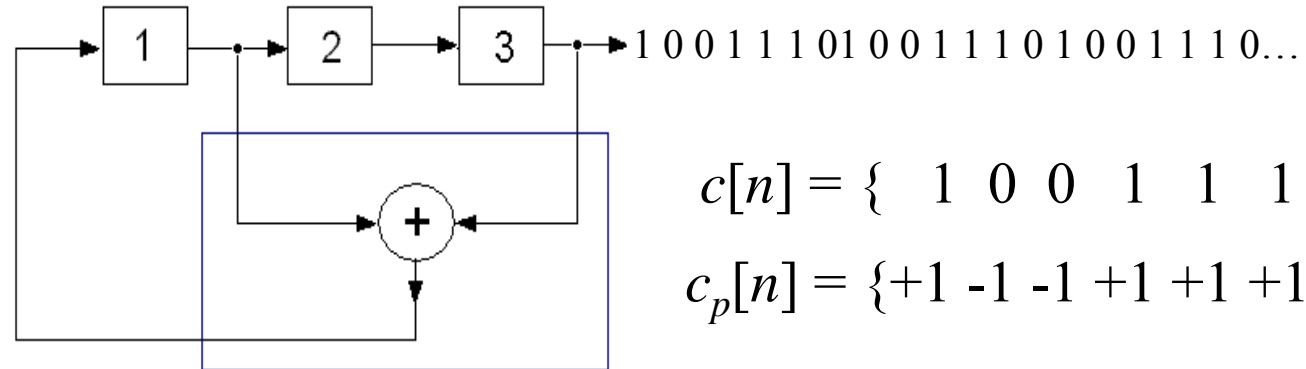 1 2 3 1 0 0 1 1 1 01 0 0 1 1 1 0 1 0 0 1 1 1 0...
+
c[n] = { 1 0 0 1 1 1
c_p[n] = {+1 -1 -1 +1 +1 +1